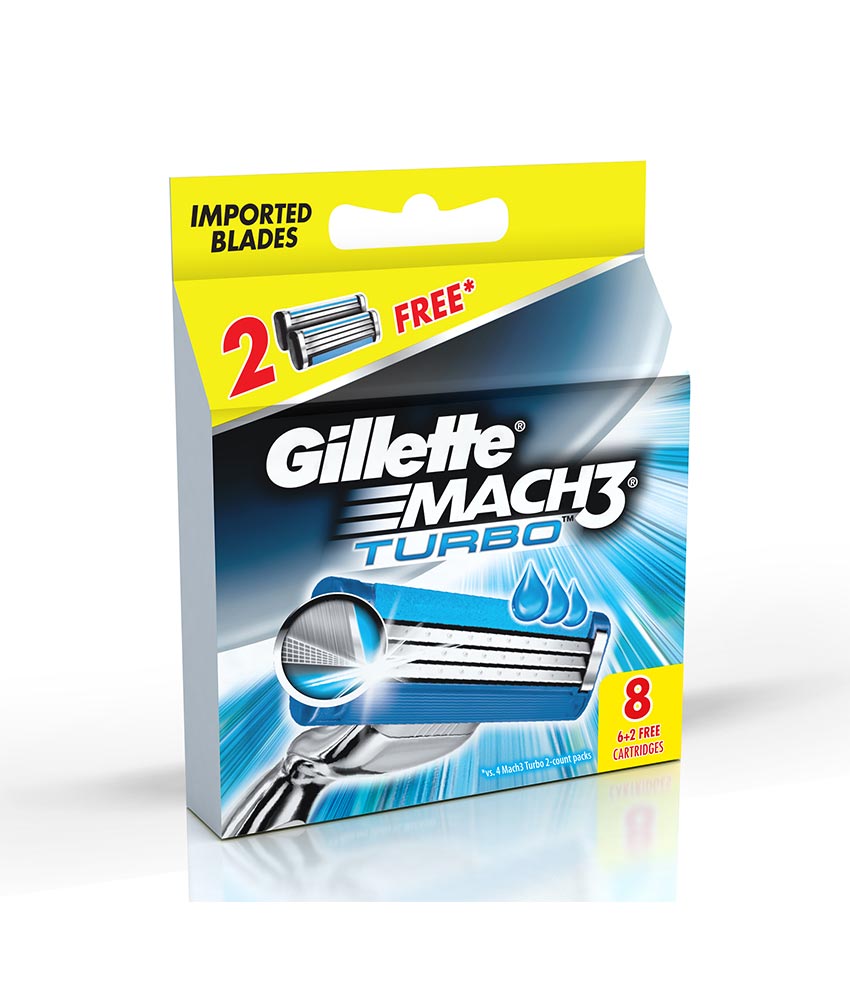 IMPORTED
BLADES
2 FREE*
Gillette®
MACH3®
TURBO™
8
6+2 FREE
CARTRIDGES
*vs. 4 Mach3 Turbo 2-count packs